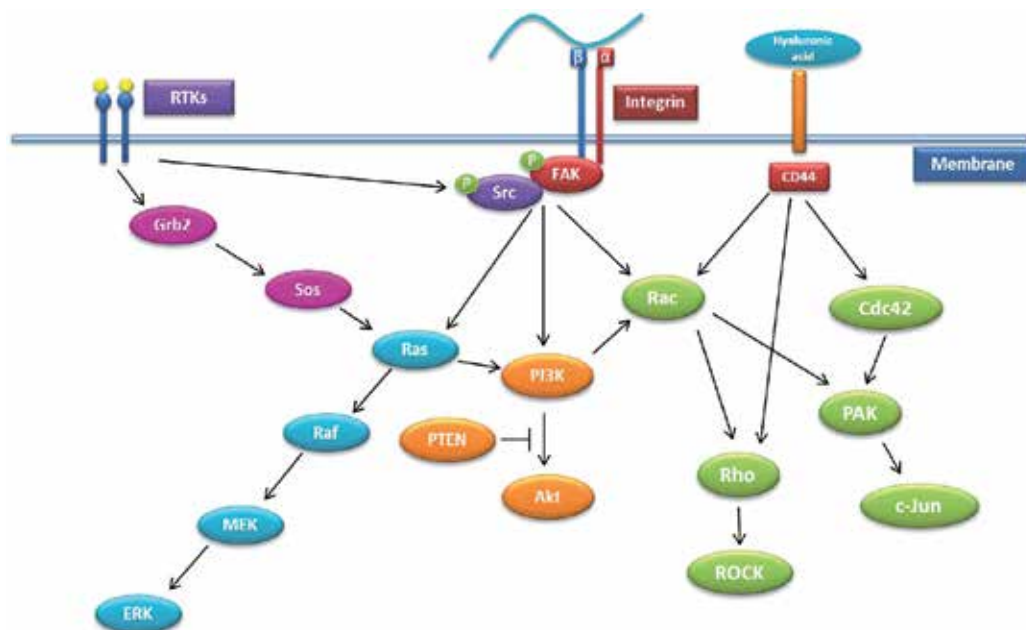 Hyaluronic
acid
β
α
RTKs
Integrin
Membrane
P
FAK
P
Src
CD44
Grb2
Sos
Rac
Cdc42
Ras
PI3K
PAK
Raf
PTEN
Rho
Akt
c-Jun
MEK
ROCK
ERK